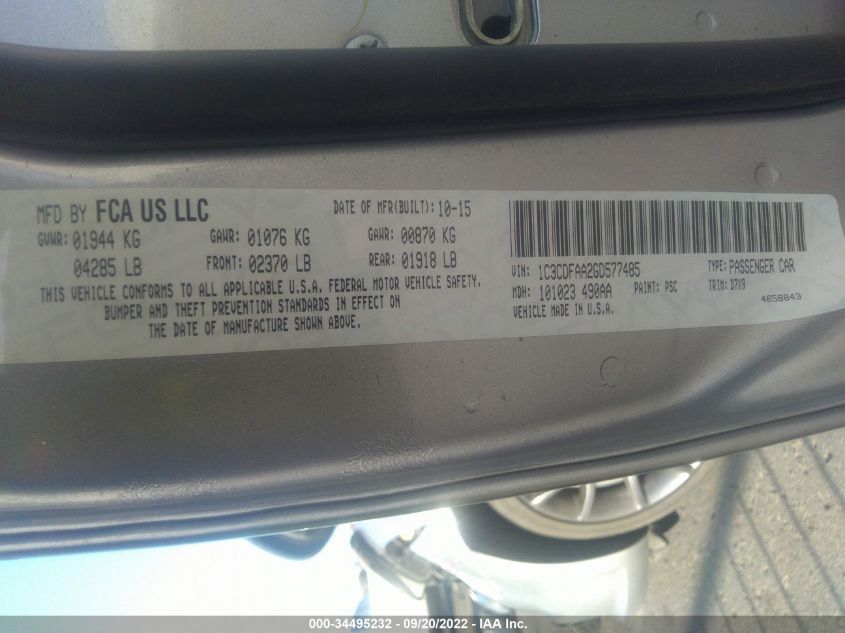 MFD BY FCA US LLC DATE OF MFR(BUILT): 10-15
GVWR: 01944 KG GAWR: 01076 KG GAWR: 00870 KG
04285 LB FRONT: 02370 LB REAR: 01918 LB
THIS VEHICLE CONFORMS TO ALL APPLICABLE U.S.A. FEDERAL MOTOR VEHICLE SAFETY,
BUMPER AND THEFT PREVENTION STANDARDS IN EFFECT ON
THE DATE OF MANUFACTURE SHOWN ABOVE.
VIN: 1C3CDFAA2GD577485 TYPE: PASSENGER CAR
MDH: 101023 490AA PAINT: PSC TRIM: D7X9
VEHICLE MADE IN U.S.A. 4658843
000-34495232 - 09/20/2022 - IAA Inc.